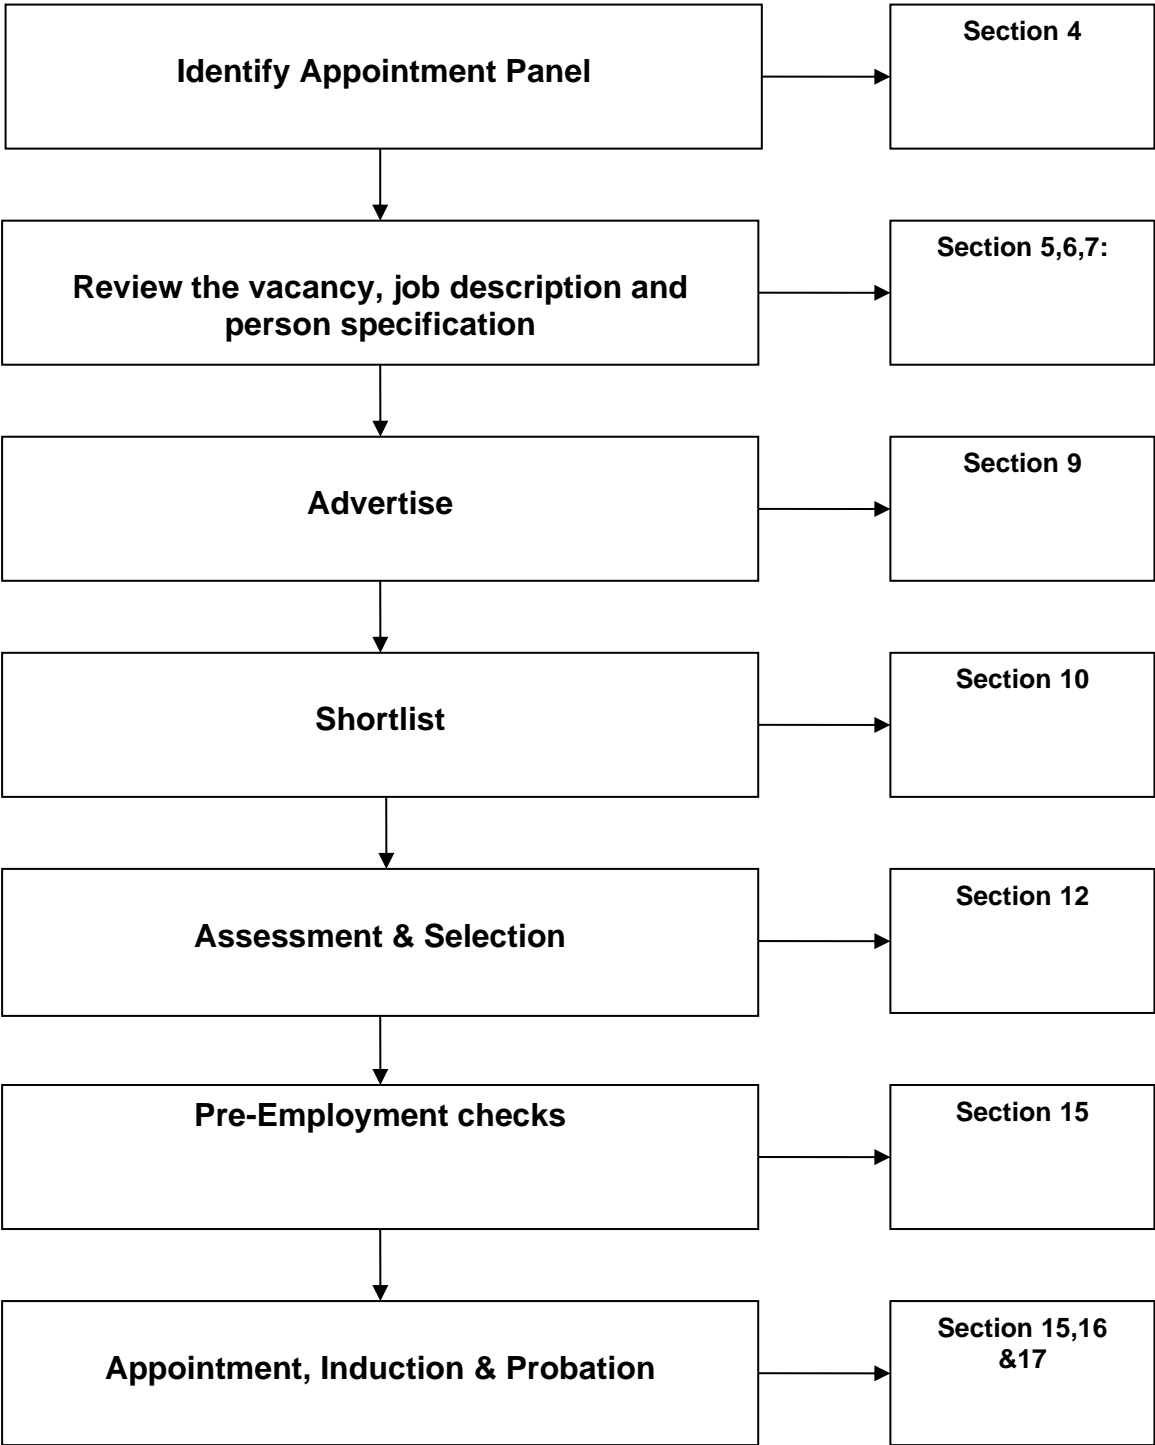 Identify Appointment Panel
Section 4
Review the vacancy, job description and
person specification
Section 5,6,7:
Advertise
Section 9
Shortlist
Section 10
Assessment & Selection
Section 12
Pre-Employment checks
Section 15
Appointment, Induction & Probation
Section 15,16
&17